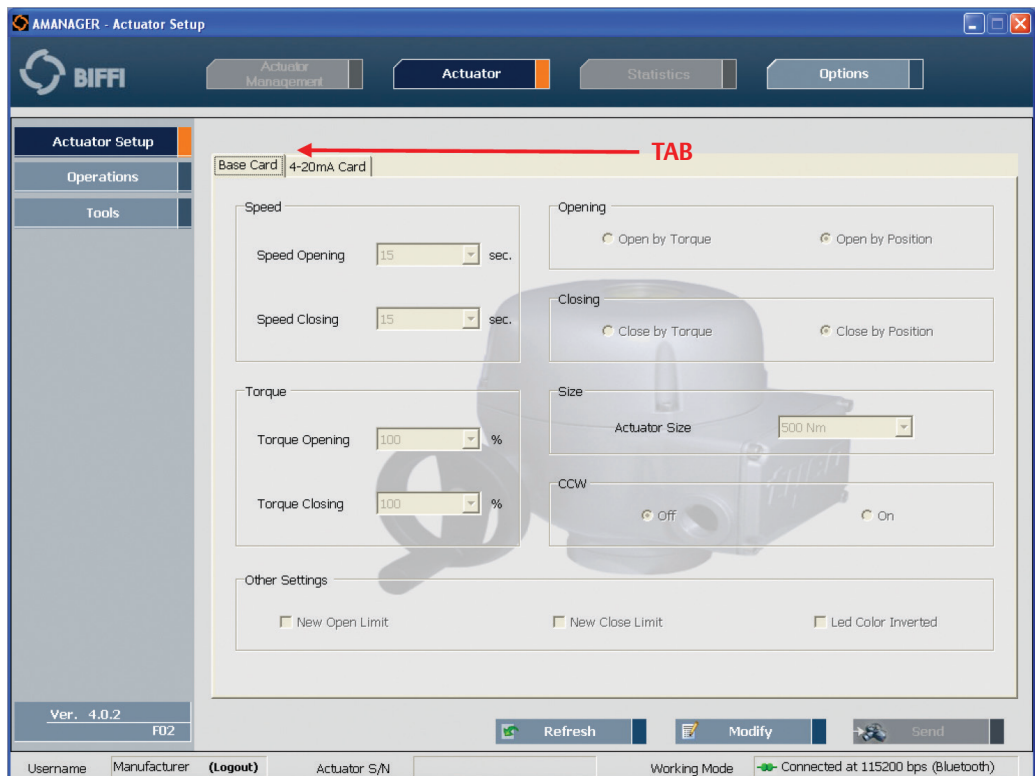 AMANAGER - Actuator Setup
BIFFI
Actuator
Management
Actuator
Statistics
Options
Actuator Setup
Operations
Tools
TAB
Base Card
4-20mA Card
Speed
Speed Opening 15 sec.
Speed Closing 15 sec.
Opening
Open by Torque
Open by Position
Closing
Close by Torque
Close by Position
Torque
Torque Opening 100 %
Torque Closing 100 %
Size
Actuator Size 500 Nm
CCW
Off
On
Other Settings
New Open Limit
New Close Limit
Led Color Inverted
Ver. 4.0.2
F02
Refresh
Modify
Send
Username Manufacturer (Logout) Actuator S/N Working Mode Connected at 115200 bps (Bluetooth)